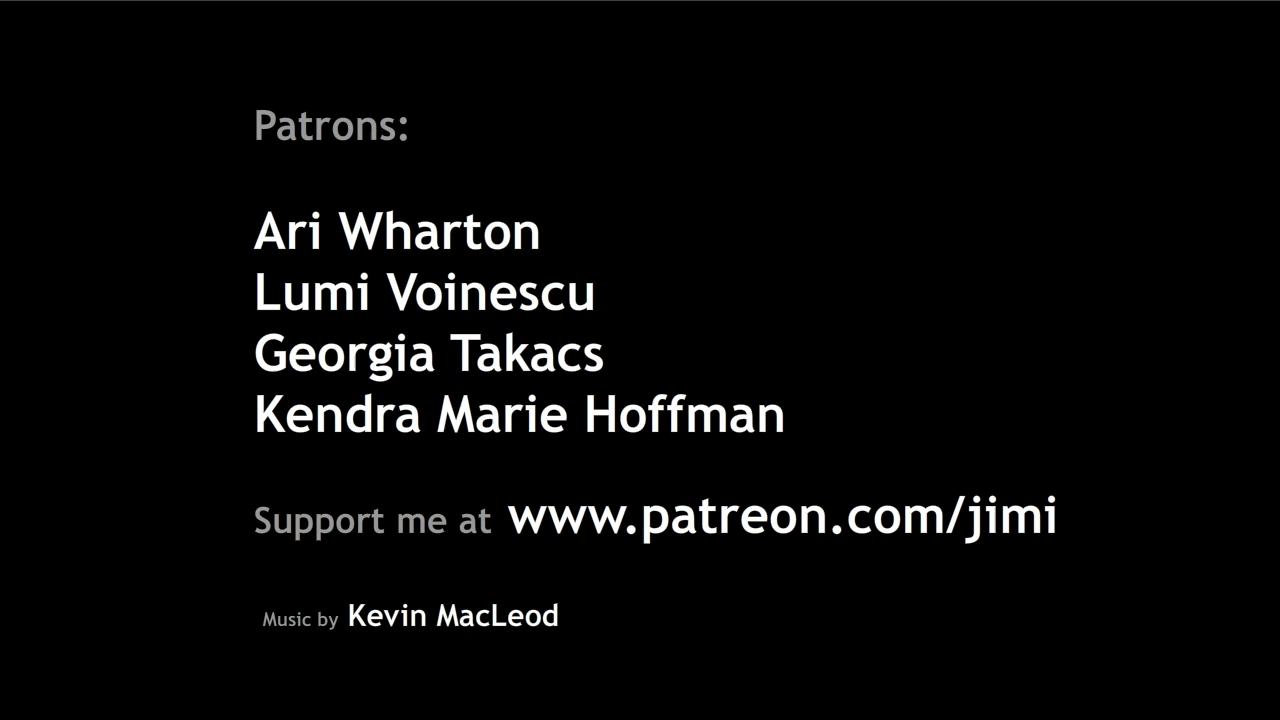 Patrons:
Ari Wharton
Lumi Voinescu
Georgia Takacs
Kendra Marie Hoffman
Support me at www.patreon.com/jimi
Music by Kevin MacLeod